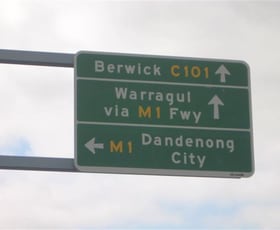 Berwick C101
Warragul
via M1 Fwy
M1 Dandenong
City